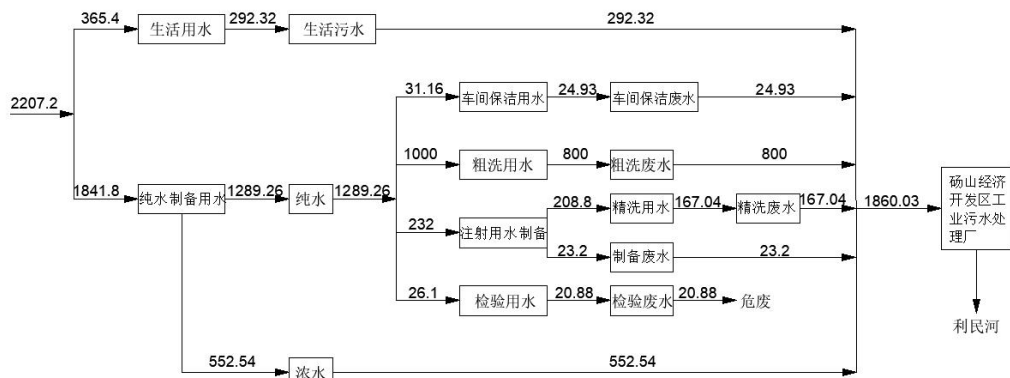 365.4
生活用水
292.32
生活污水
292.32
2207.2
31.16
车间保洁用水
24.93
车间保洁废水
24.93
1000
粗洗用水
800
粗洗废水
800
1841.8
纯水制备用水
1289.26
纯水
1289.26
208.8
精洗用水
167.04
精洗废水
167.04
1860.03
砀山经济
开发区工
业污水处
理厂
232
注射用水制备
23.2
制备废水
23.2
26.1
检验用水
20.88
检验废水
20.88
危废
利民河
552.54
浓水
552.54